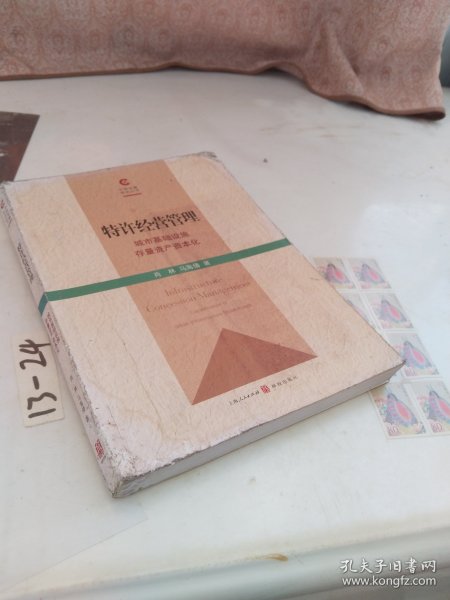 特许经营管理
城市基础设施
存量资产资本化
肖 林 马海倩 著
Infrastructure
Concession Management
上海人民出版社 格致出版社
13-24
80
孔夫子旧书网
www.kongfz.com